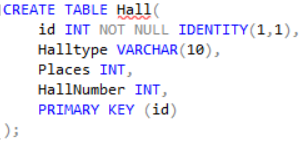 CREATE TABLE Hall(
id INT NOT NULL IDENTITY(1,1),
Halltype VARCHAR(10),
Places INT,
HallNumber INT,
PRIMARY KEY (id)
);